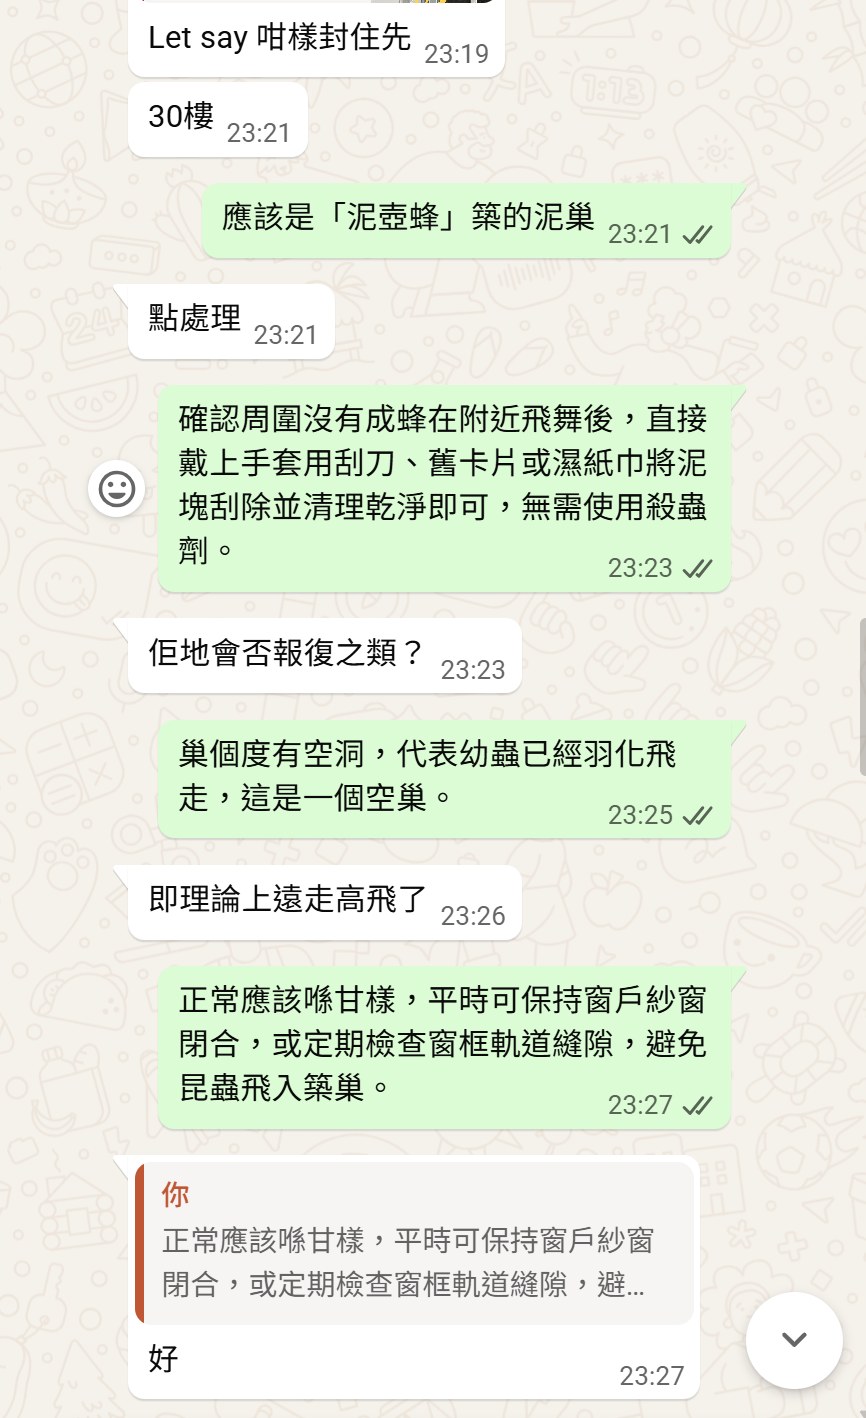 Let say 咁樣封住先 23:19
30樓 23:21
應該是「泥壺蜂」築的泥巢 23:21
點處理 23:21
確認周圍沒有成蜂在附近飛舞後，直接
戴上手套用刮刀、舊卡片或濕紙巾將泥
塊刮除並清理乾淨即可，無需使用殺蟲
劑。 23:23
佢地會否報復之類？ 23:23
巢個度有空洞，代表幼蟲已經羽化飛
走，這是一個空巢。 23:25
即理論上遠走高飛了 23:26
正常應該喺甘樣，平時可保持窗戶紗窗
閉合，或定期檢查窗框軌道縫隙，避免
昆蟲飛入築巢。 23:27
你
正常應該喺甘樣，平時可保持窗戶紗窗
閉合，或定期檢查窗框軌道縫隙，避...
好 23:27